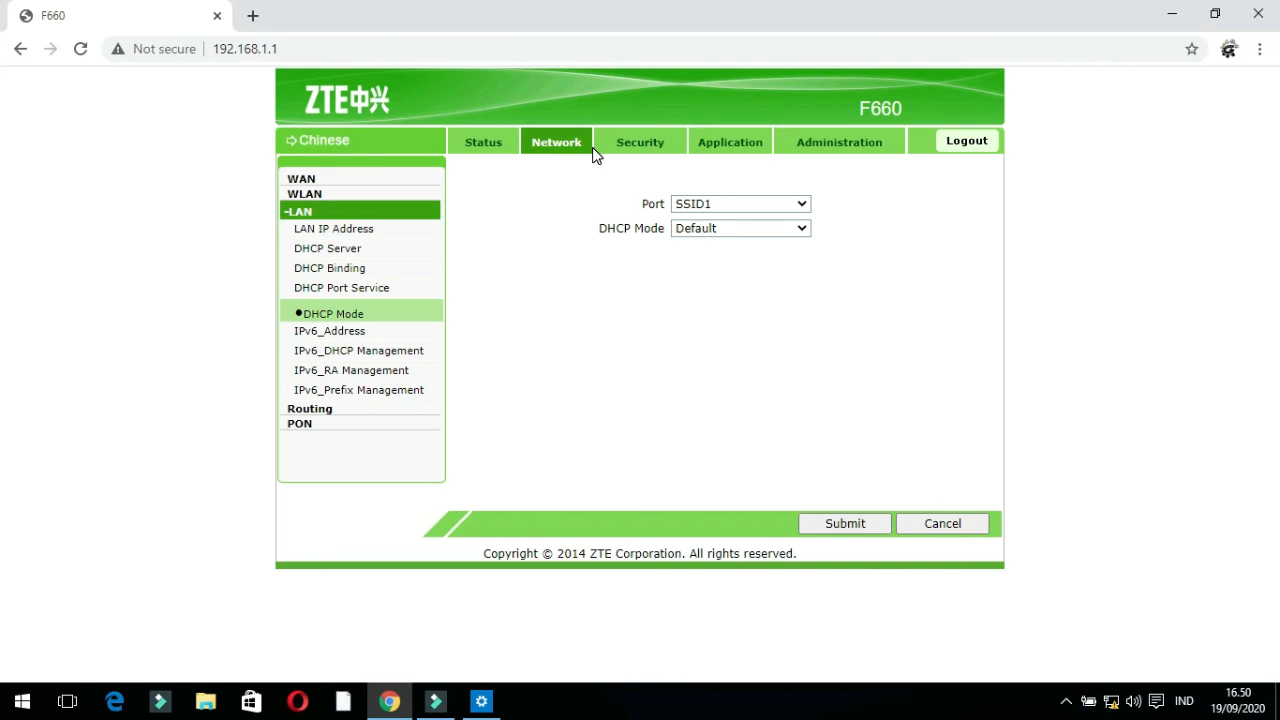 F660
Not secure
192.168.1.1
ZTE中兴
F660
Chinese
Status
Network
Security
Application
Administration
Logout
WAN
WLAN
-LAN
LAN IP Address
DHCP Server
DHCP Binding
DHCP Port Service
DHCP Mode
IPv6_Address
IPv6_DHCP Management
IPv6_RA Management
IPv6_Prefix Management
Routing
PON
Port SSID1
DHCP Mode Default
Submit
Cancel
Copyright © 2014 ZTE Corporation. All rights reserved.
IND
16.50
19/09/2020